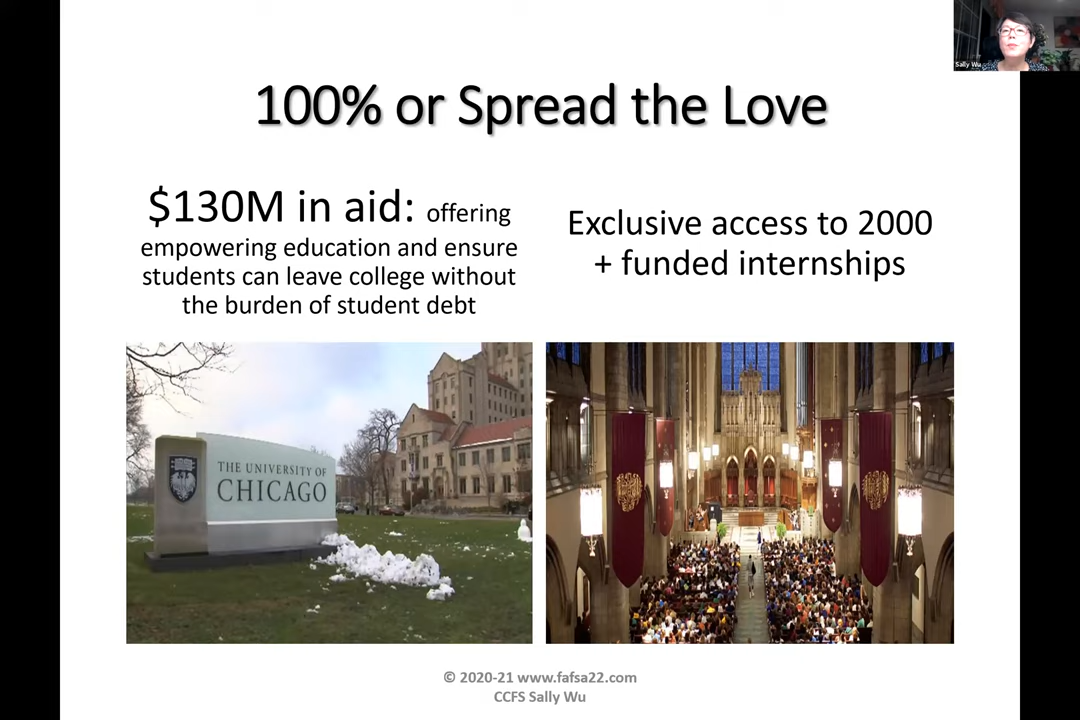 Sally Wu
100% or Spread the Love
$130M in aid: offering
empowering education and ensure
students can leave college without
the burden of student debt
Exclusive access to 2000
+ funded internships
THE UNIVERSITY OF
CHICAGO
© 2020-21 www.fafsa22.com
CCFS Sally Wu